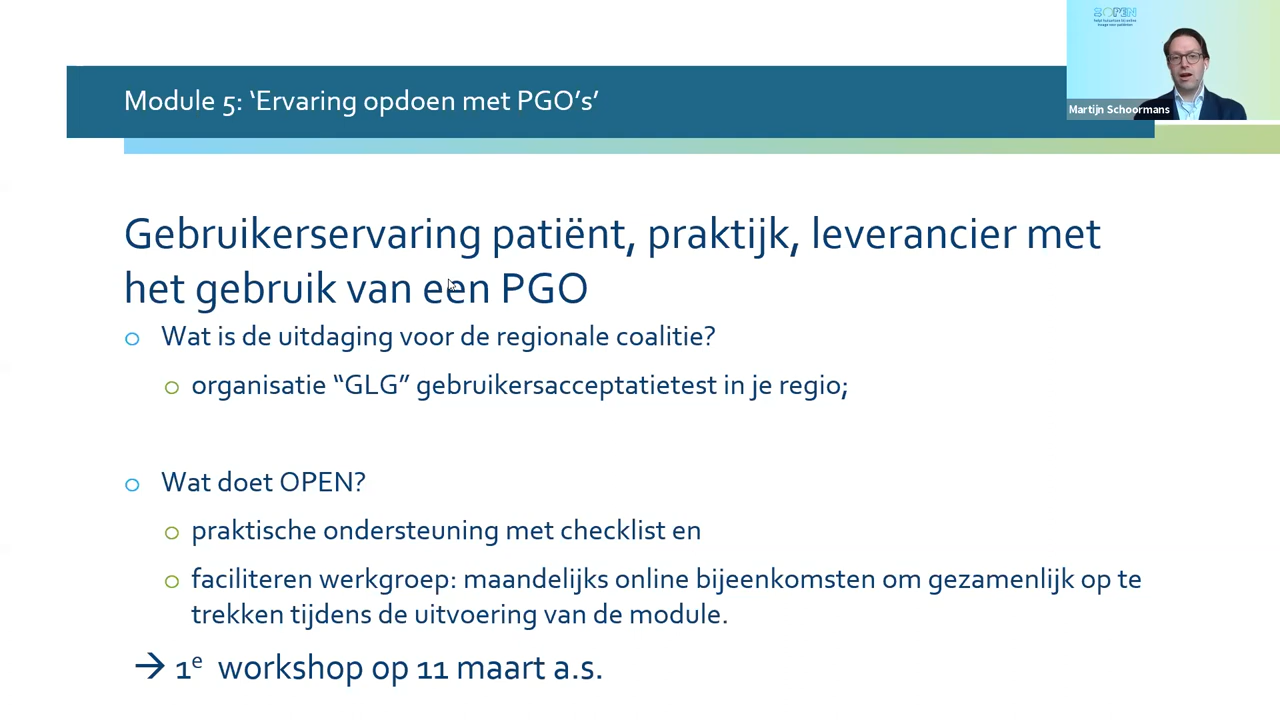 OPEN
Martijn Schoormans
Module 5: ‘Ervaring opdoen met PGO’s’
Gebruikerservaring patiënt, praktijk, leverancier met
het gebruik van een PGO
o Wat is de uitdaging voor de regionale coalitie?
o organisatie “GLG” gebruikersacceptatietest in je regio;
o Wat doet OPEN?
o praktische ondersteuning met checklist en
o faciliteren werkgroep: maandelijks online bijeenkomsten om gezamenlijk op te
trekken tijdens de uitvoering van de module.
→ 1e workshop op 11 maart a.s.